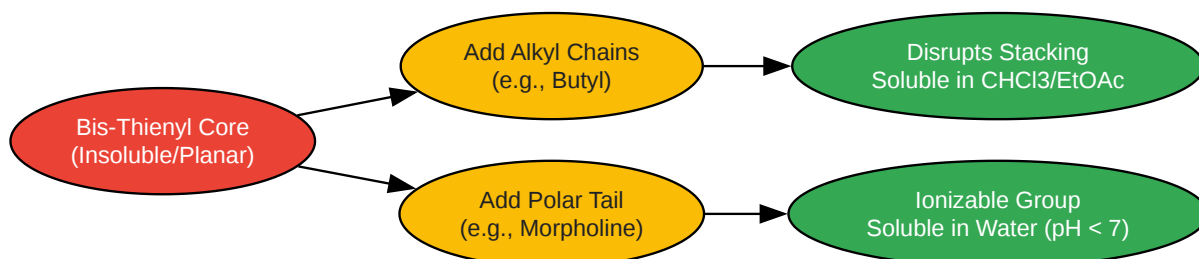 Bis-Thienyl Core
(Insoluble/Planar)
Add Alkyl Chains
(e.g., Butyl)
Disrupts Stacking
Soluble in CHCl3/EtOAc
Add Polar Tail
(e.g., Morpholine)
Ionizable Group
Soluble in Water (pH < 7)